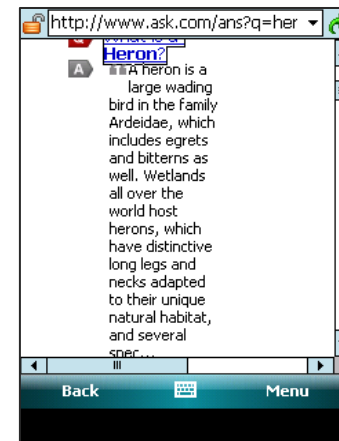 http://www.ask.com/ans?q=her
Q What is a
Heron?
A A heron is a
large wading
bird in the family
Ardeidae, which
includes egrets
and bitterns as
well. Wetlands
all over the
world host
herons, which
have distinctive
long legs and
necks adapted
to their unique
natural habitat,
and several
spec...
Back Menu